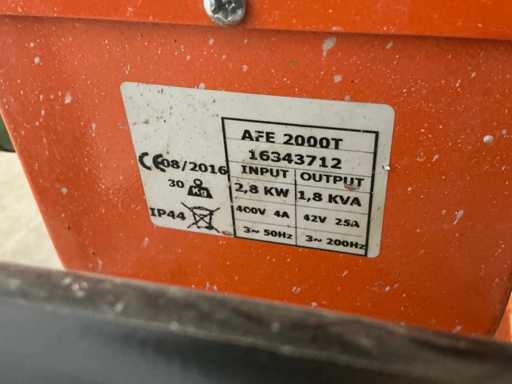 AFE 2000T
16343712
CE 08/2016
INPUT OUTPUT
30 Kg
2,8 KW 1,8 KVA
IP44
400V 4A 42V 25A
3~ 50Hz 3~ 200Hz